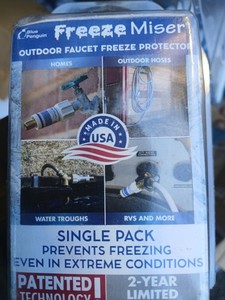 Blue Penguin
Freeze Miser
OUTDOOR FAUCET FREEZE PROTECTOR
HOMES
OUTDOOR HOSES
MADE IN
USA
WATER TROUGHS
RVS AND MORE
SINGLE PACK
PREVENTS FREEZING
EVEN IN EXTREME CONDITIONS
PATENTED
TECHNOLOGY
2-YEAR
LIMITED